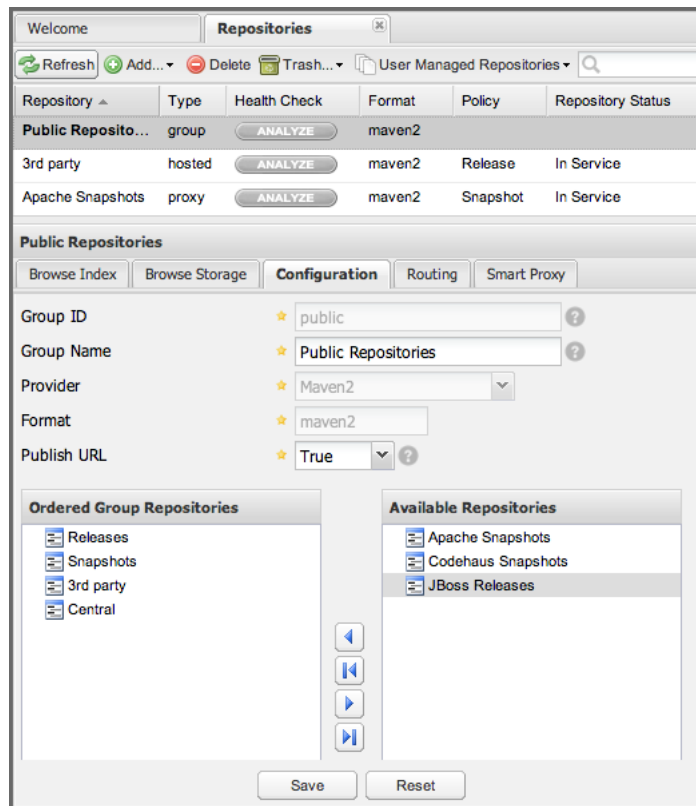 Welcome Repositories
Refresh Add... Delete Trash... User Managed Repositories
Repository Type Health Check Format Policy Repository Status
Public Reposito... group ANALYZE maven2
3rd party hosted ANALYZE maven2 Release In Service
Apache Snapshots proxy ANALYZE maven2 Snapshot In Service
Public Repositories
Browse Index Browse Storage Configuration Routing Smart Proxy
Group ID public ?
Group Name Public Repositories ?
Provider Maven2
Format maven2
Publish URL True ?
Ordered Group Repositories
Releases
Snapshots
3rd party
Central
Available Repositories
Apache Snapshots
Codehaus Snapshots
JBoss Releases
Save Reset